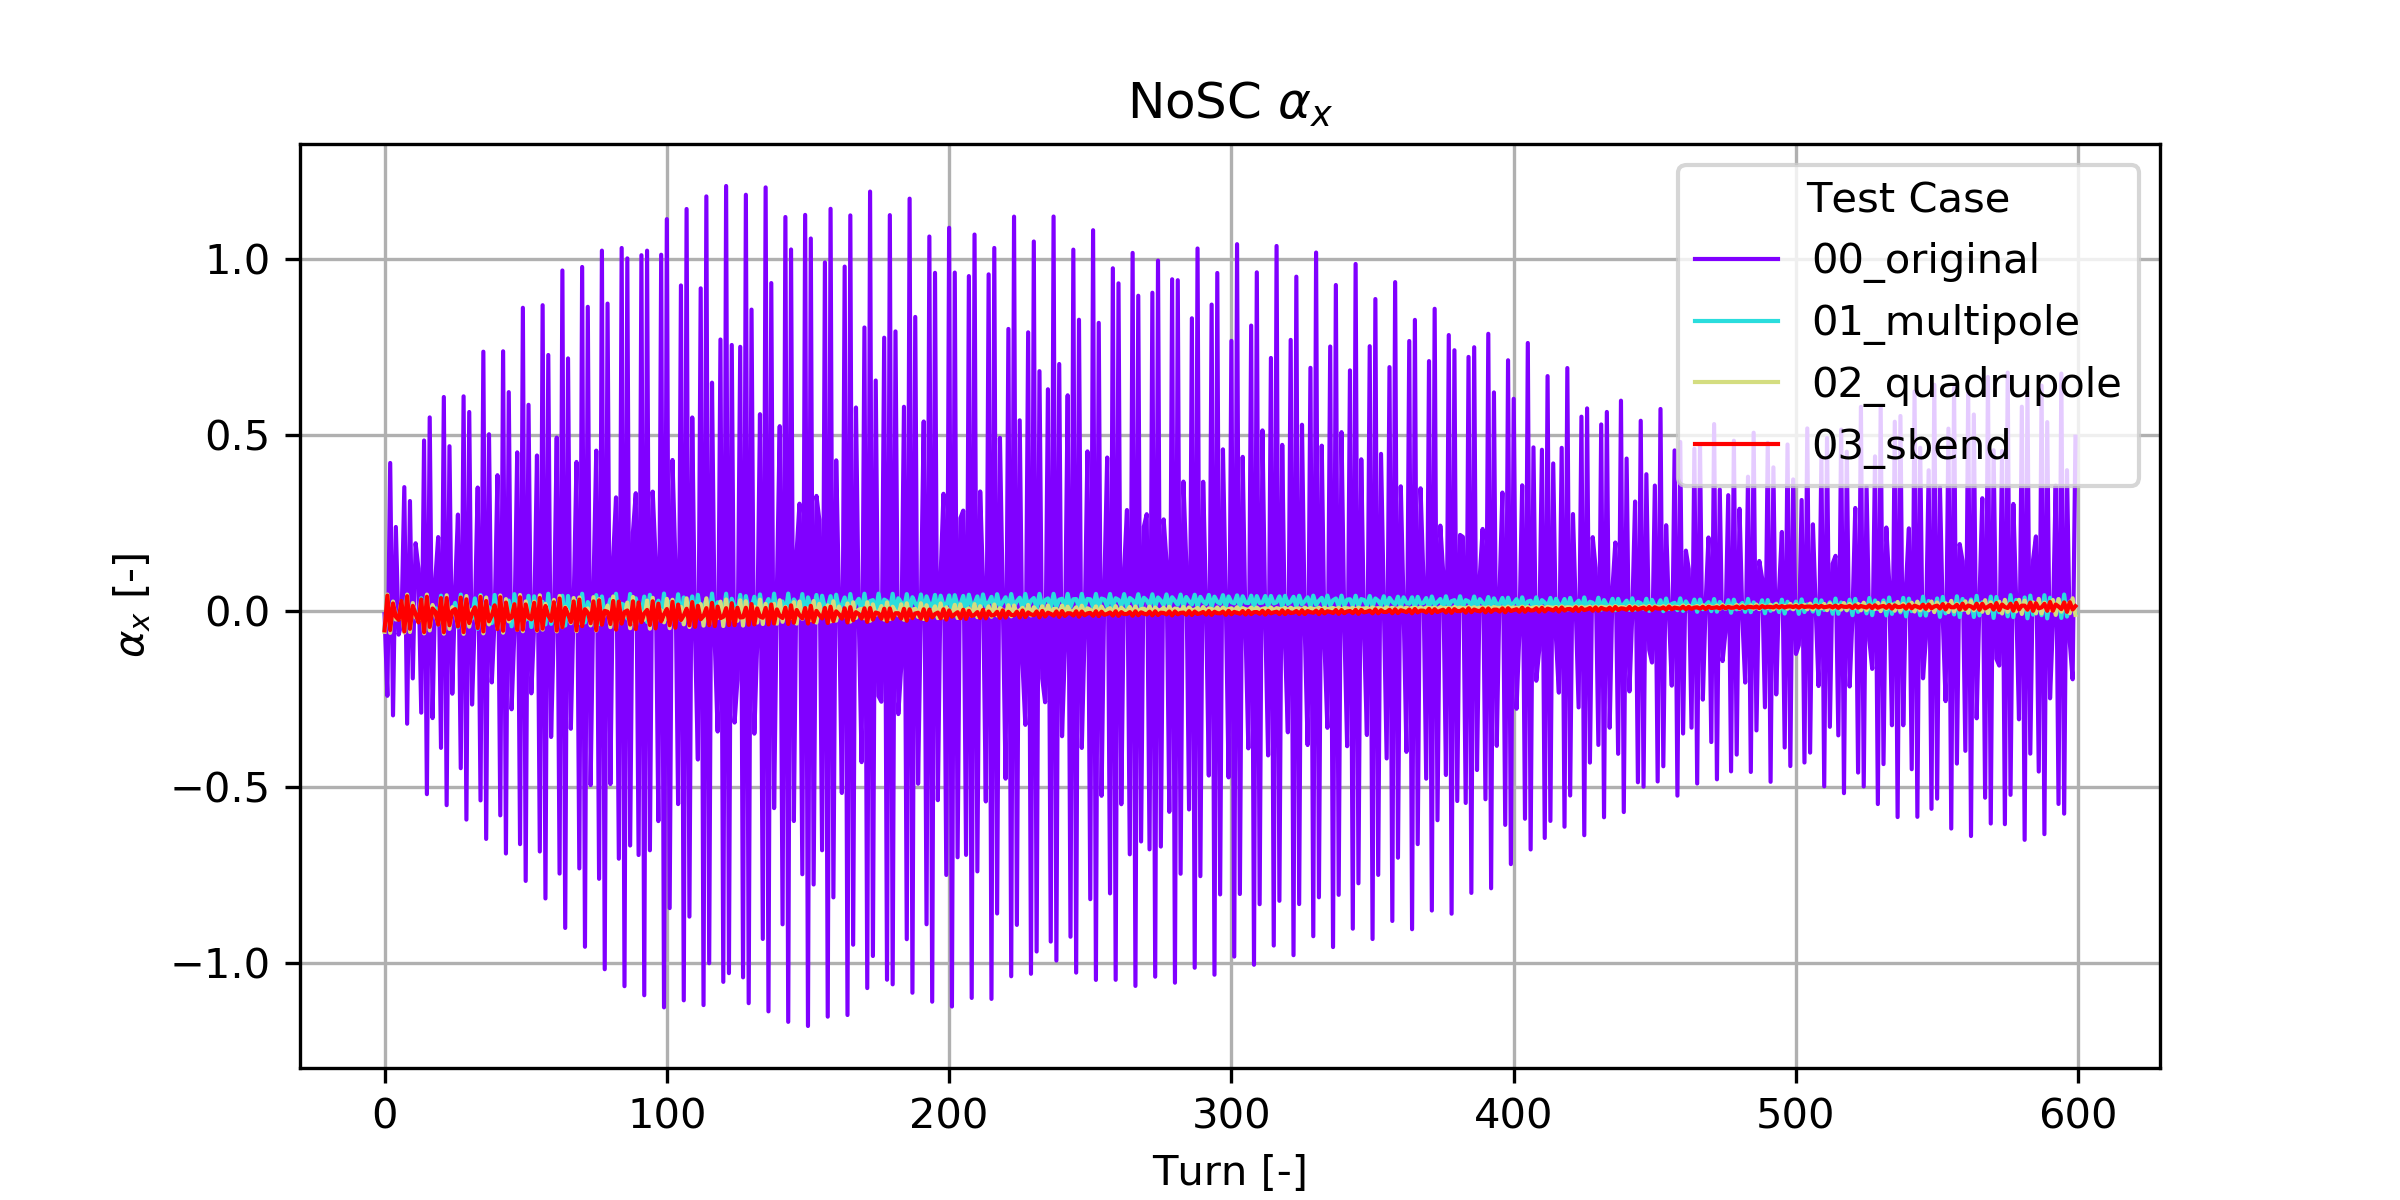 NoSC αx
Test Case
00_original
01_multipole
02_quadrupole
03_sbend
1.0
0.5
0.0
−0.5
−1.0
αx [-]
0 100 200 300 400 500 600
Turn [-]